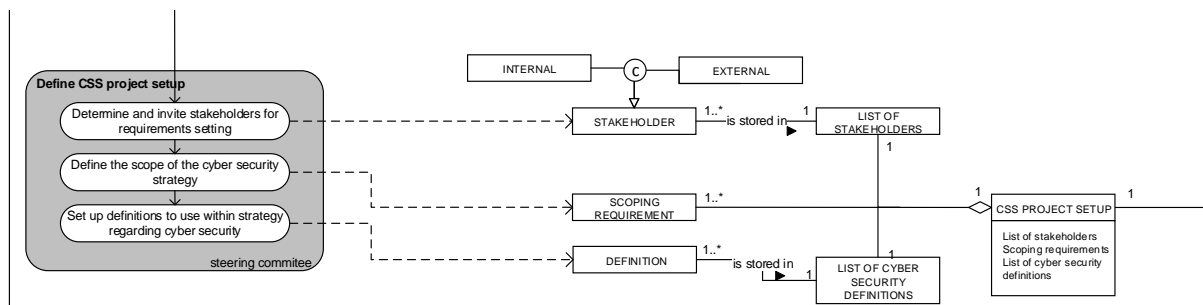 Define CSS project setup
Determine and invite stakeholders for
requirements setting
Define the scope of the cyber security
strategy
Set up definitions to use within strategy
regarding cyber security
steering commitee
INTERNAL
C
EXTERNAL
STAKEHOLDER
1..*
is stored in
1
LIST OF
STAKEHOLDERS
1
SCOPING
REQUIREMENT
1..*
1
CSS PROJECT SETUP
1
List of stakeholders
Scoping requirements
List of cyber security
definitions
DEFINITION
1..*
is stored in
1
1
LIST OF CYBER
SECURITY
DEFINITIONS